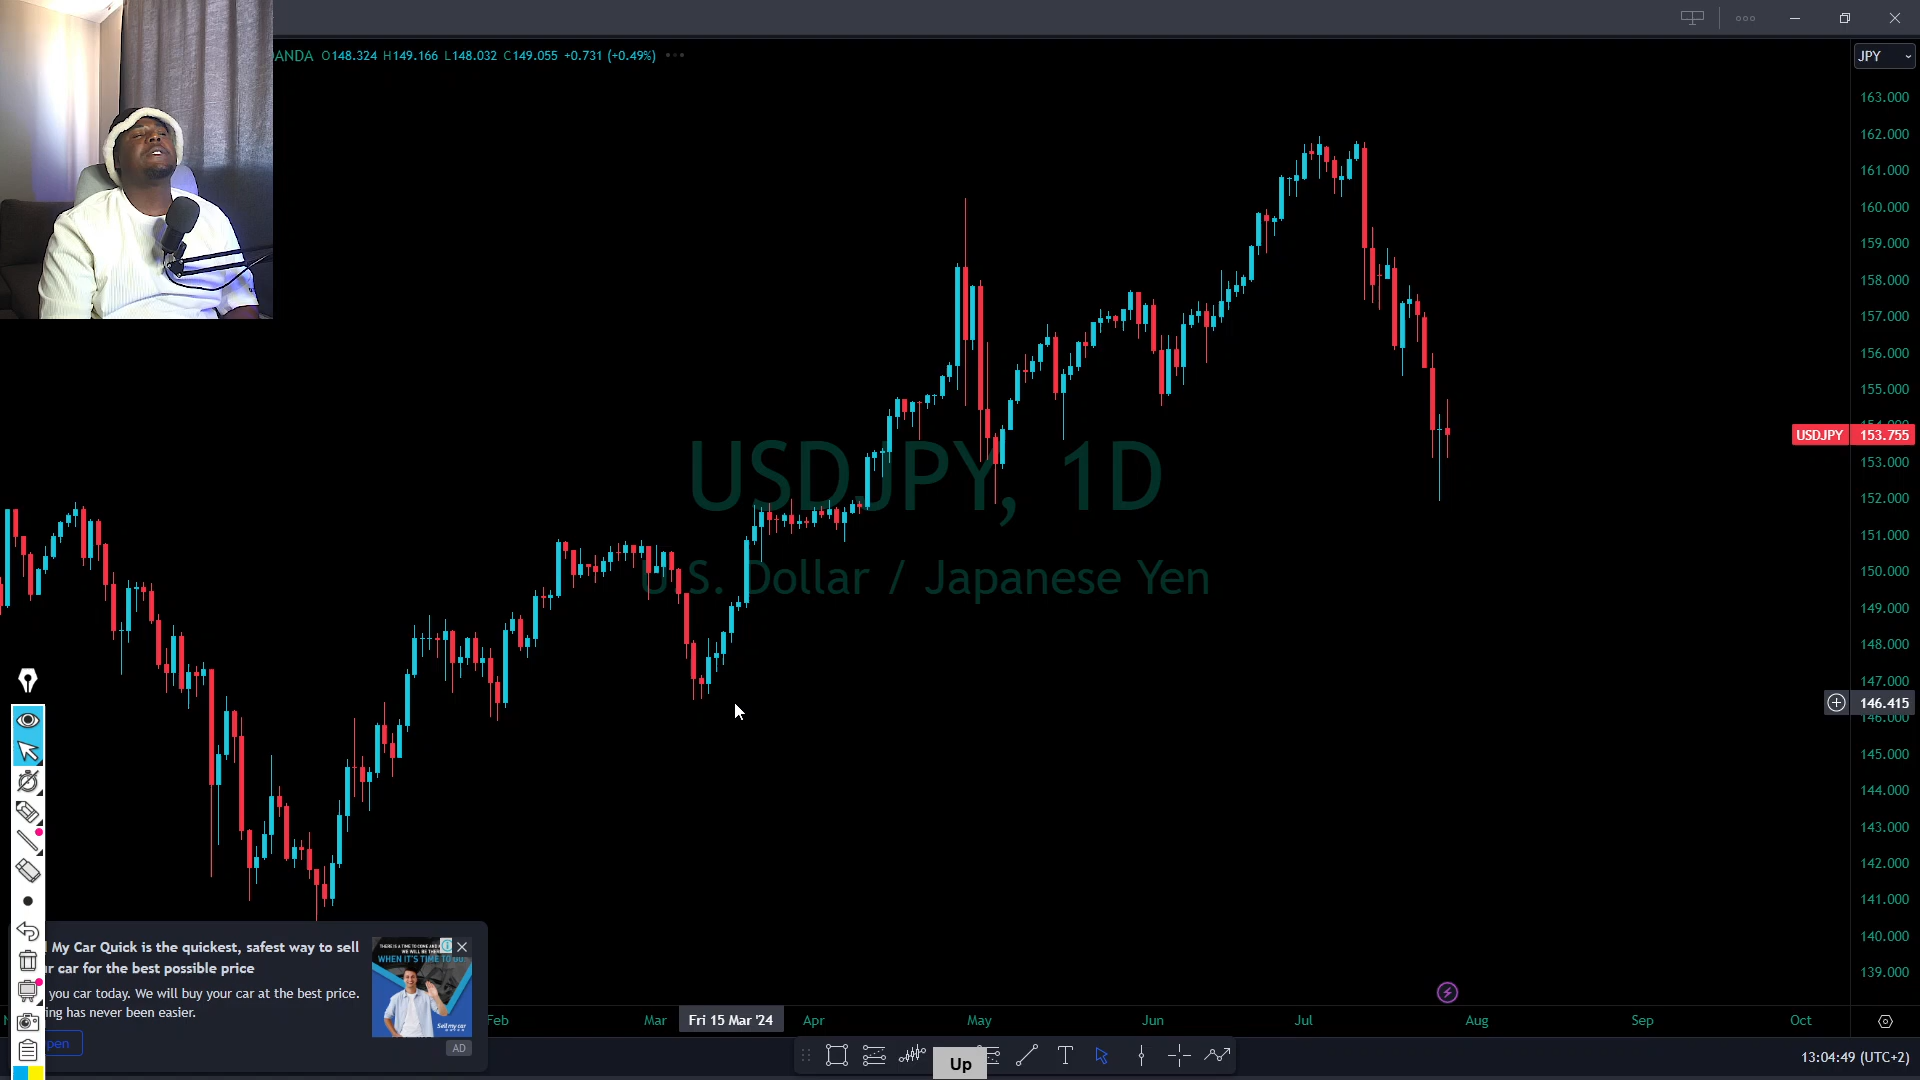 ANDA O148.324 H149.166 L148.032 C149.055 +0.731 (+0.49%)
JPY
163.000
162.000
161.000
160.000
159.000
158.000
157.000
156.000
155.000
USDJPY 153.755
153.000
152.000
151.000
150.000
149.000
148.000
147.000
146.415
146.000
145.000
144.000
143.000
142.000
141.000
140.000
139.000
USDJPY, 1D
U.S. Dollar / Japanese Yen
My Car Quick is the quickest, safest way to sell
car for the best possible price
you car today. We will buy your car at the best price.
ing has never been easier.
pen
WHEN IT'S TIME TO
Sell my car
AD
Feb Mar Fri 15 Mar '24 Apr May Jun Jul Aug Sep Oct
Up
13:04:49 (UTC+2)